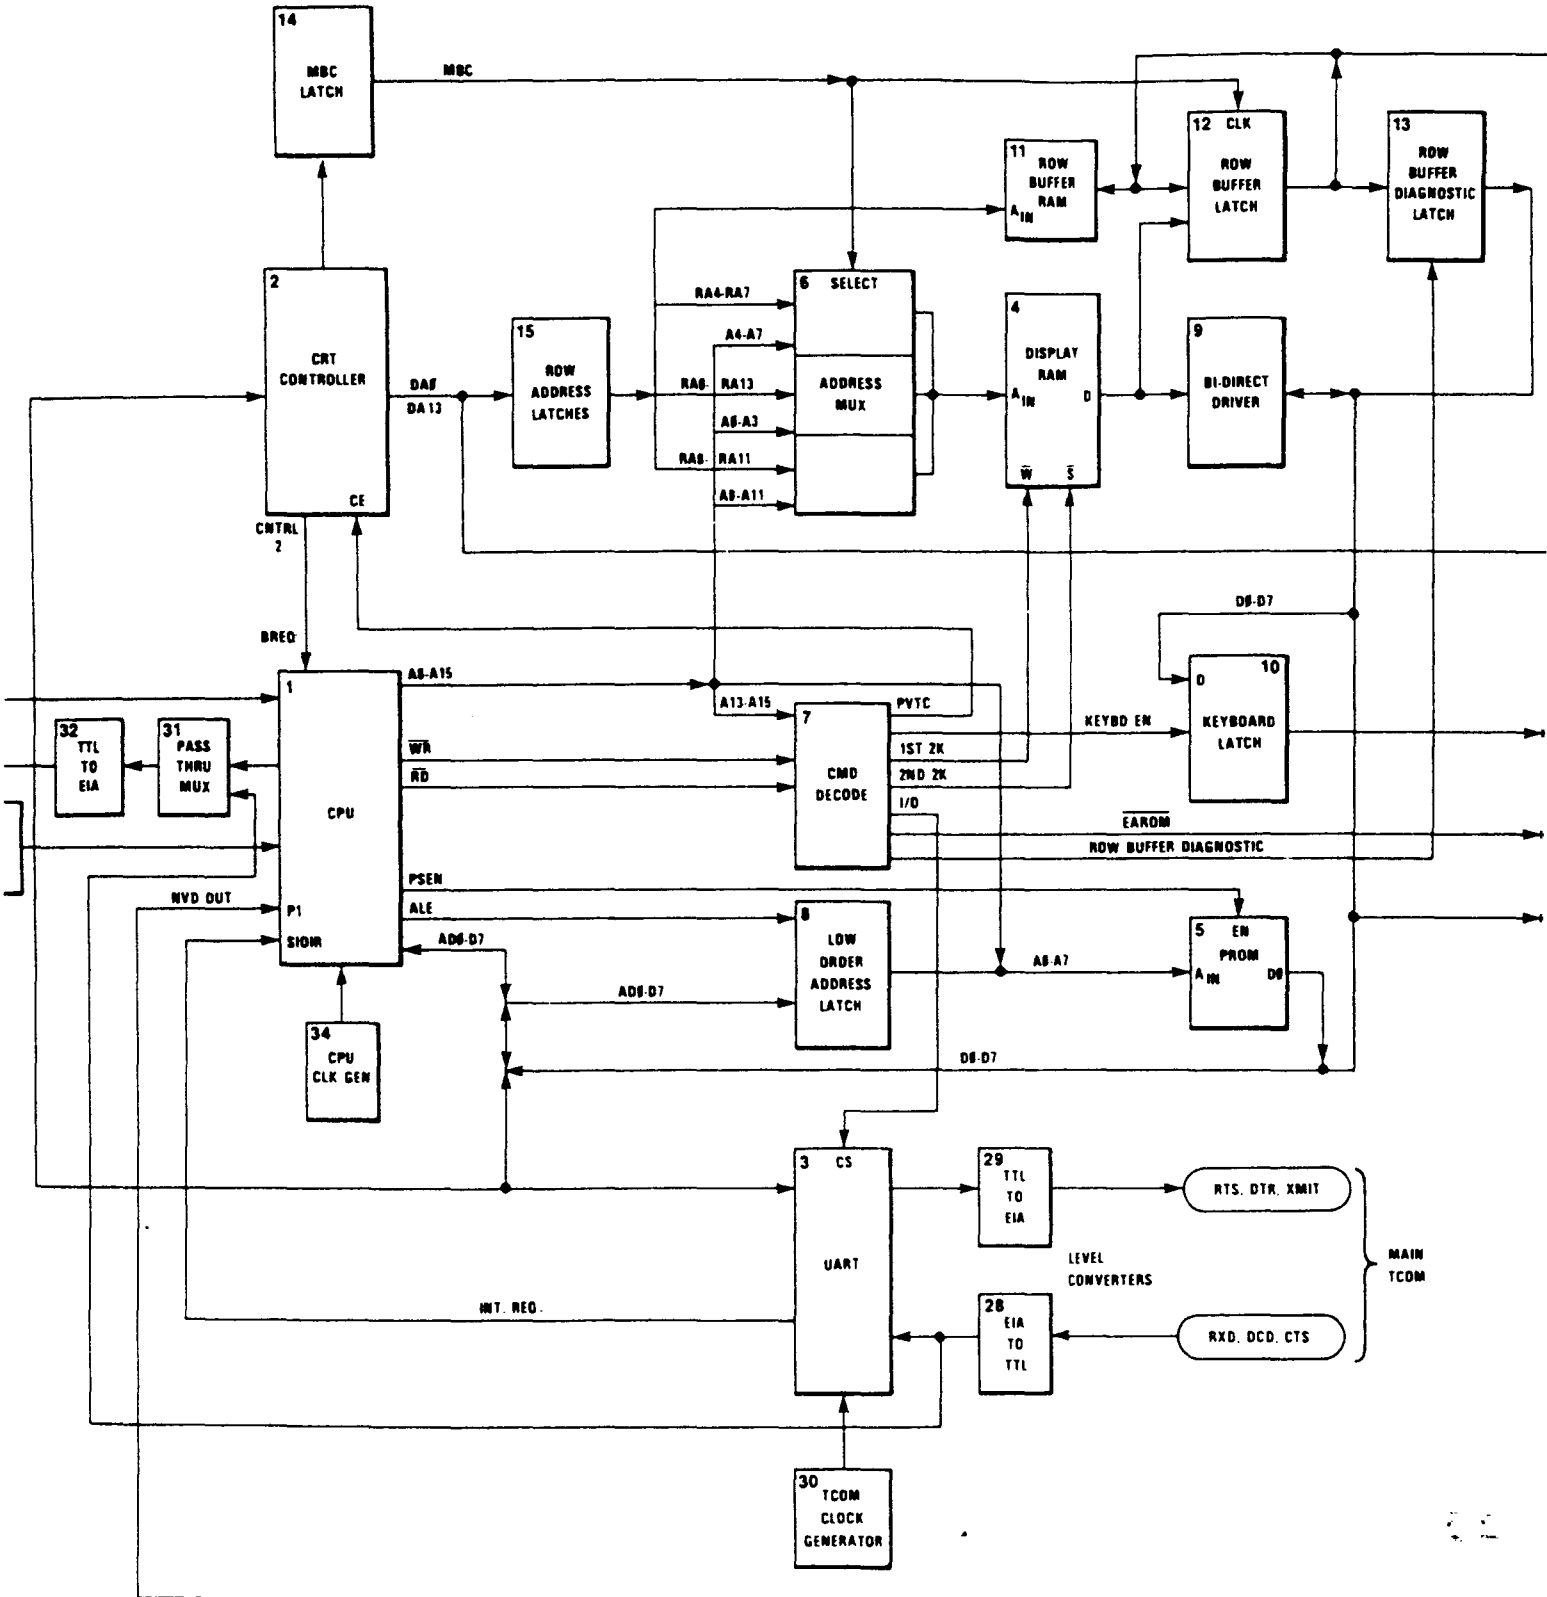 14
MBC
LATCH
MBC
11
ROW
BUFFER
RAM
A IN
12 CLK
ROW
BUFFER
LATCH
13
ROW
BUFFER
DIAGNOSTIC
LATCH
2
CRT
CONTROLLER
CE
DA0
DA13
15
ROW
ADDRESS
LATCHES
RA4-RA7
A4-A7
RA0- RA13
A0-A3
RA8- RA11
A8-A11
6 SELECT
ADDRESS
MUX
4
DISPLAY
RAM
A IN
D
W̅ S̅
9
BI-DIRECT
DRIVER
CNTRL
2
BREQ
D0-D7
10
D
KEYBOARD
LATCH
1
CPU
P1
SIOIR
A8-A15
A13-A15
W̅R̅
R̅D̅
7
CMD
DECODE
PVTC
KEYBD EN
1ST 2K
2ND 2K
I/O
E̅A̅R̅O̅M̅
ROW BUFFER DIAGNOSTIC
32
TTL
TO
EIA
31
PASS
THRU
MUX
NVD OUT
PSEN
ALE
AD0-D7
AD0-D7
8
LOW
ORDER
ADDRESS
LATCH
A0-A7
5 EN
PROM
A IN
D0
D0-D7
34
CPU
CLK GEN
3 CS
UART
29
TTL
TO
EIA
RTS, DTR, XMIT
LEVEL
CONVERTERS
MAIN
TCOM
INT. REQ.
28
EIA
TO
TTL
RXD, DCD, CTS
30
TCOM
CLOCK
GENERATOR